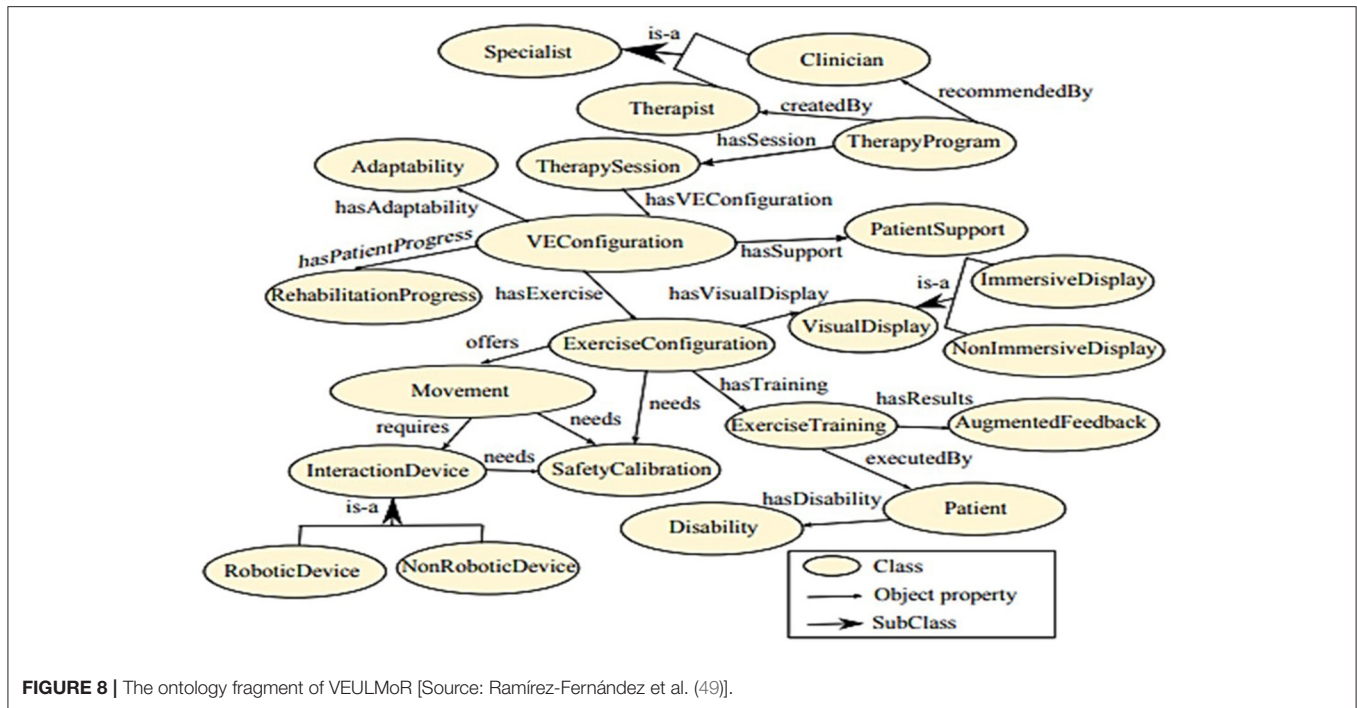 is-a
Specialist
Clinician
recommendedBy
Therapist
createdBy
TherapyProgram
hasSession
Adaptability
TherapySession
hasAdaptability
hasVEConfiguration
PatientSupport
VEConfiguration
hasPatientProgress
hasSupport
ImmersiveDisplay
is-a
RehabilitationProgress
hasExercise
hasVisualDisplay
VisualDisplay
offers
ExerciseConfiguration
NonImmersiveDisplay
Movement
hasTraining
hasResults
requires
needs
needs
ExerciseTraining
AugmentedFeedback
InteractionDevice
needs
SafetyCalibration
executedBy
is-a
hasDisability
Patient
Disability
RoboticDevice
NonRoboticDevice
Class
Object property
SubClass
FIGURE 8 | The ontology fragment of VEULMoR [Source: Ramírez-Fernández et al. (49)].